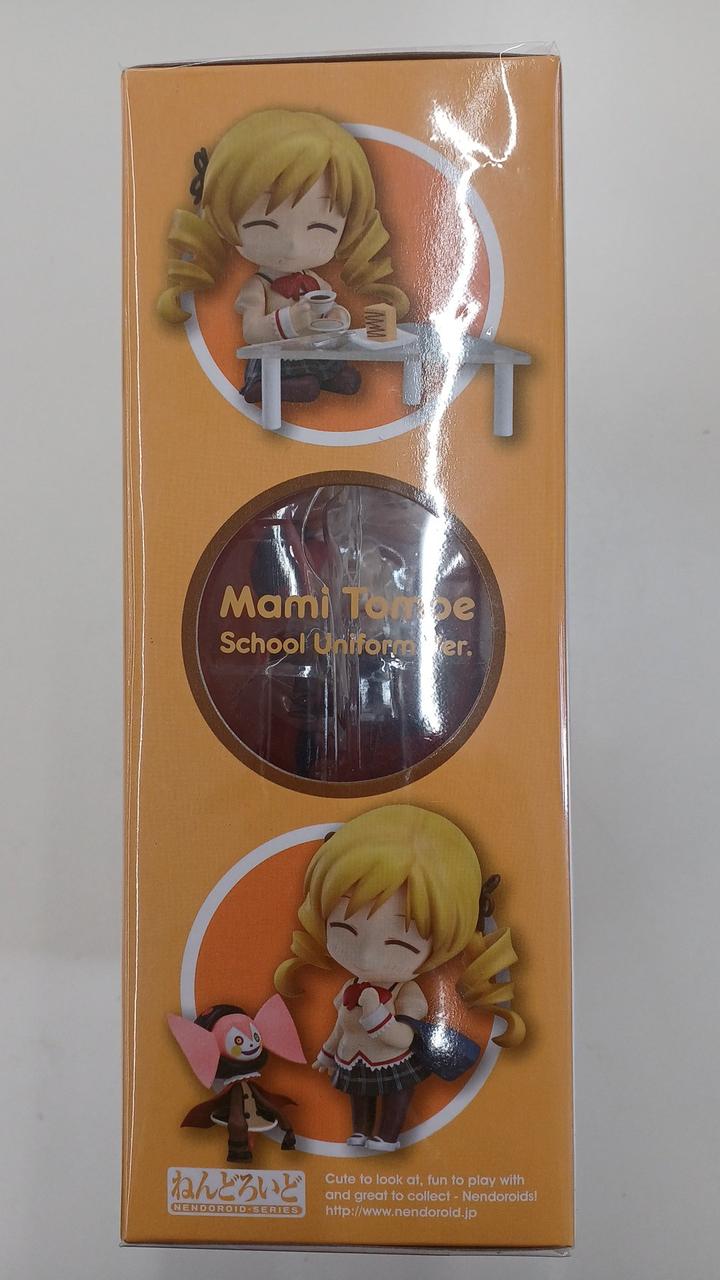 Mami Tomoe
School Uniform Ver.
ねんどろいど
NENDOROID-SERIES
Cute to look at, fun to play with
and great to collect - Nendoroids!
http://www.nendoroid.jp